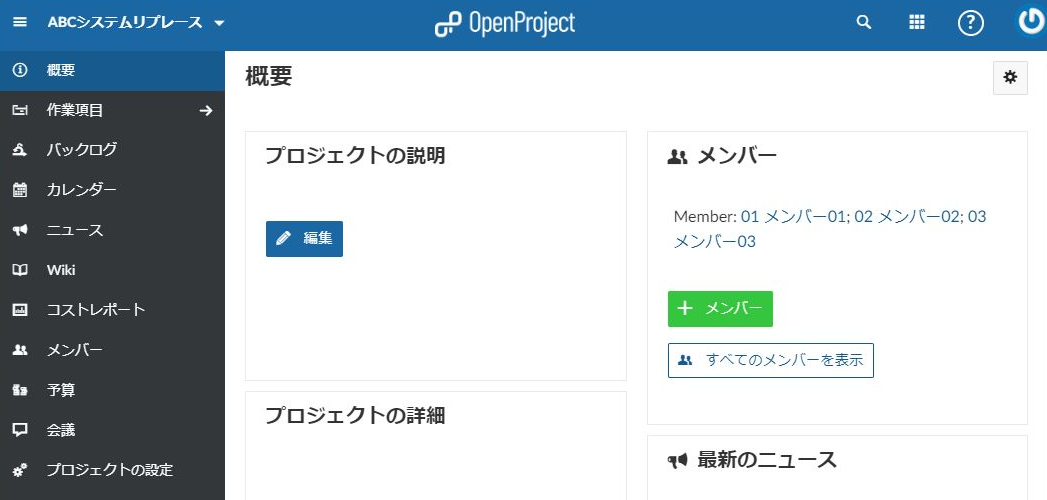 ABCシステムリプレース
OpenProject
?
概要
作業項目
バックログ
カレンダー
ニュース
Wiki
コストレポート
メンバー
予算
会議
プロジェクトの設定
概要
プロジェクトの説明
編集
プロジェクトの詳細
メンバー
Member: 01 メンバー01; 02 メンバー02; 03
メンバー03
+ メンバー
すべてのメンバーを表示
最新のニュース